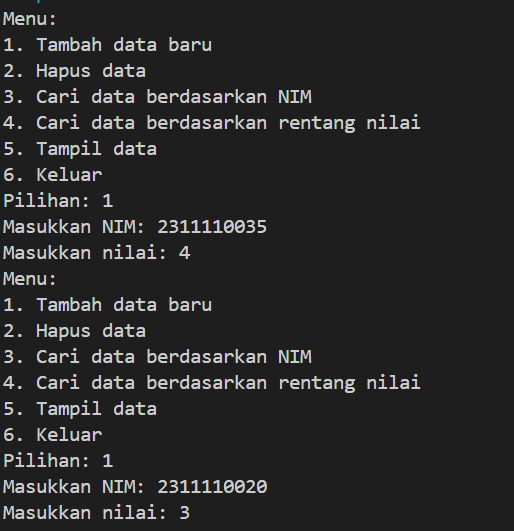 Menu:
1. Tambah data baru
2. Hapus data
3. Cari data berdasarkan NIM
4. Cari data berdasarkan rentang nilai
5. Tampil data
6. Keluar
Pilihan: 1
Masukkan NIM: 2311110035
Masukkan nilai: 4
Menu:
1. Tambah data baru
2. Hapus data
3. Cari data berdasarkan NIM
4. Cari data berdasarkan rentang nilai
5. Tampil data
6. Keluar
Pilihan: 1
Masukkan NIM: 2311110020
Masukkan nilai: 3